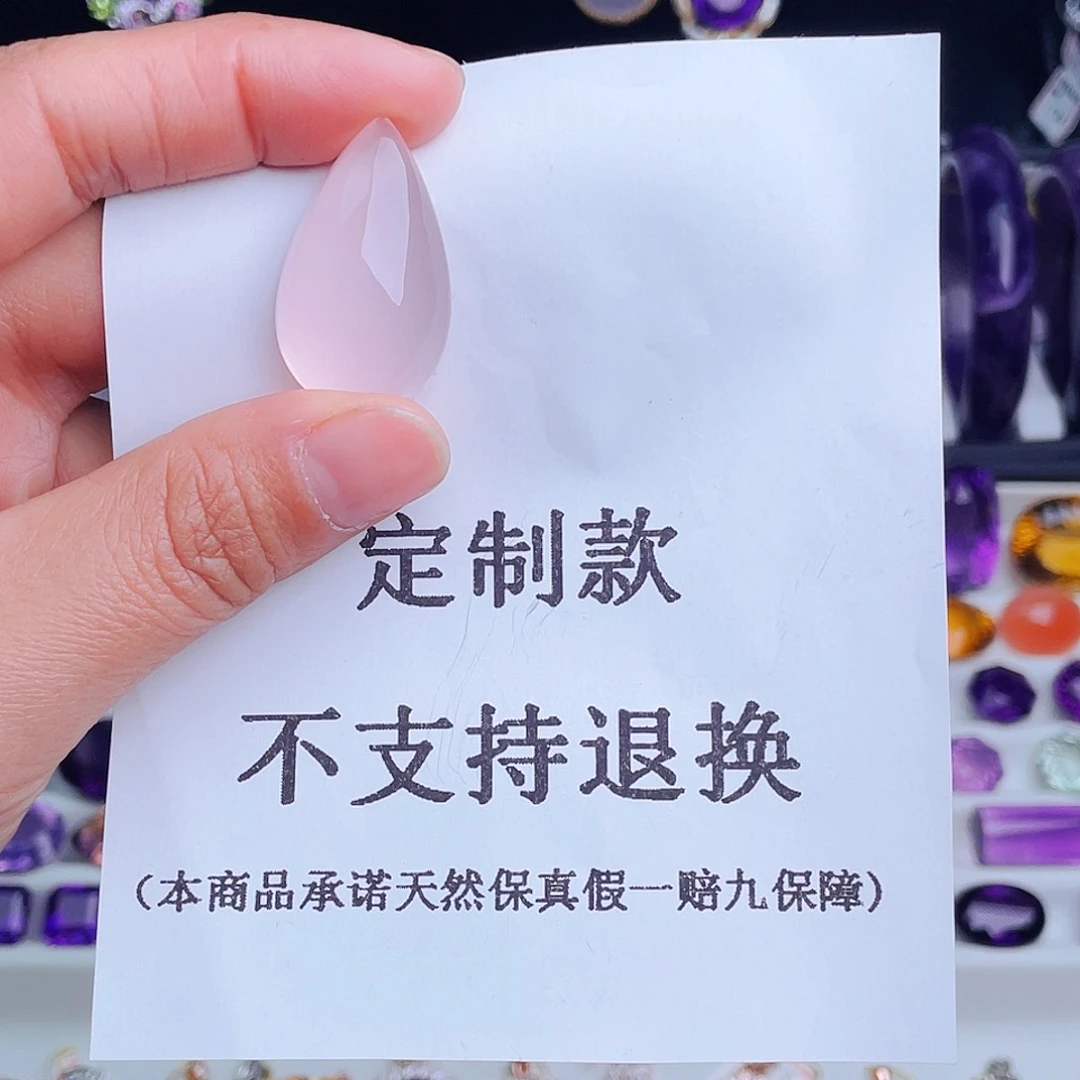 定制款
不支持退换
（本商品承诺天然保真假一赔九保障）